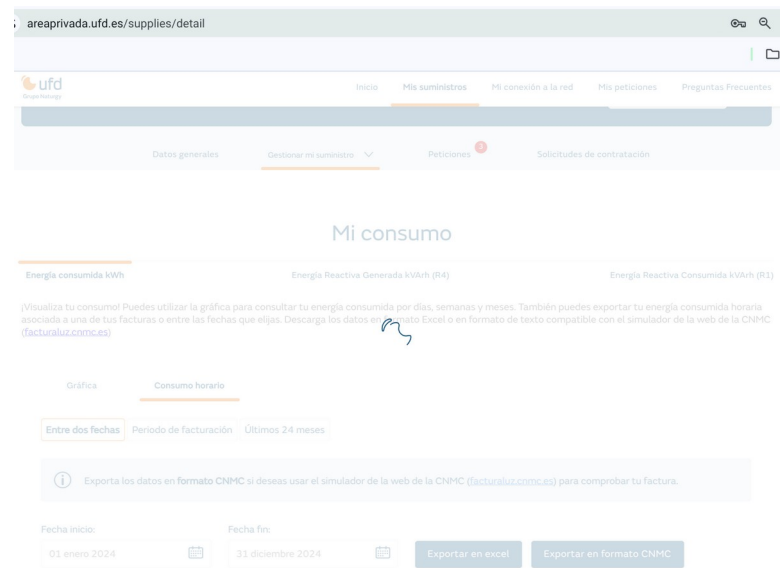 areaprivada.ufd.es/supplies/detail
ufd
Grupo Naturgy
Inicio Mis suministros Mi conexión a la red Mis peticiones Preguntas Frecuentes
Datos generales Gestionar mi suministro Peticiones 3 Solicitudes de contratación
Mi consumo
Energía consumida kWh Energía Reactiva Generada kVArh (R4) Energía Reactiva Consumida kVArh (R1)
¡Visualiza tu consumo! Puedes utilizar la gráfica para consultar tu energía consumida por días, semanas y meses. También puedes exportar tu energía consumida horaria
asociada a una de tus facturas o entre las fechas que elijas. Descarga los datos en formato Excel o en formato de texto compatible con el simulador de la web de la CNMC
(facturaluz.cnmc.es)
Gráfica Consumo horario
Entre dos fechas Periodo de facturación Últimos 24 meses
Exporta los datos en formato CNMC si deseas usar el simulador de la web de la CNMC (facturaluz.cnmc.es) para comprobar tu factura.
Fecha inicio: Fecha fin:
01 enero 2024 31 diciembre 2024 Exportar en excel Exportar en formato CNMC